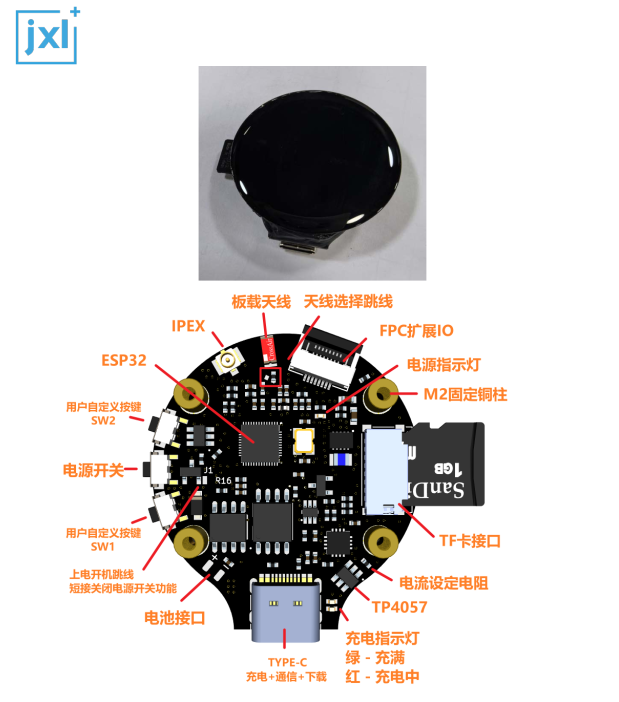 jxl+
板载天线
天线选择跳线
IPEX
FPC扩展IO
ESP32
电源指示灯
M2固定铜柱
用户自定义按键
SW2
电源开关
J1
R16
SanDi
1GB
用户自定义按键
SW1
TF卡接口
上电开机跳线
短接关闭电源开关功能
电流设定电阻
电池接口
TP4057
充电指示灯
绿 - 充满
红 - 充电中
TYPE-C
充电+通信+下载